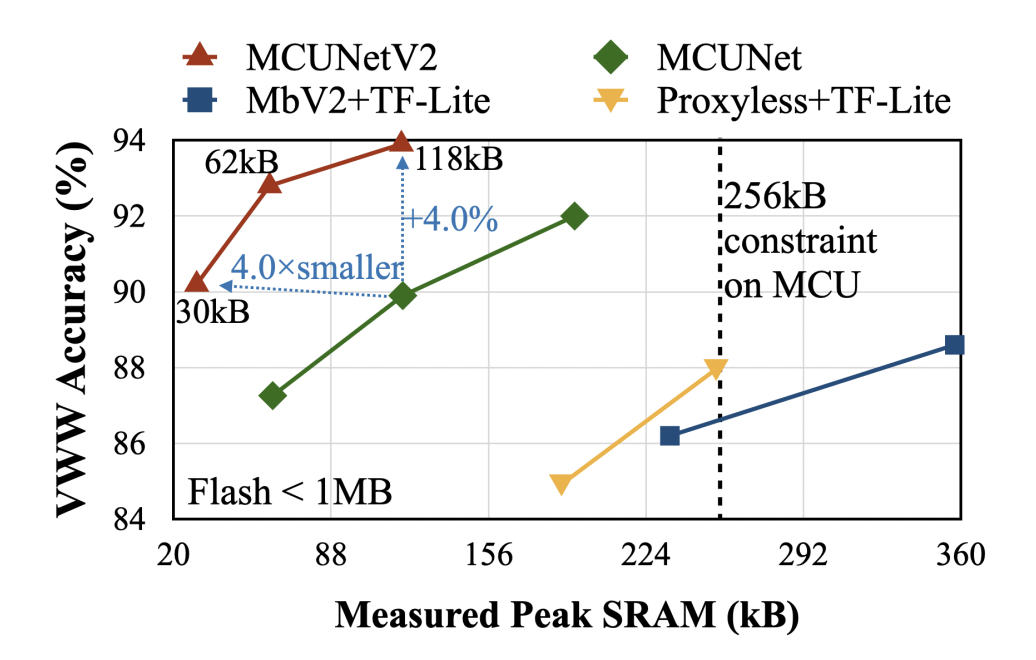 MCUNetV2
MCUNet
MbV2+TF-Lite
Proxyless+TF-Lite
VWW Accuracy (%)
94
92
90
88
86
84
62kB
118kB
+4.0%
4.0×smaller
30kB
256kB
constraint
on MCU
Flash < 1MB
20
88
156
224
292
360
Measured Peak SRAM (kB)